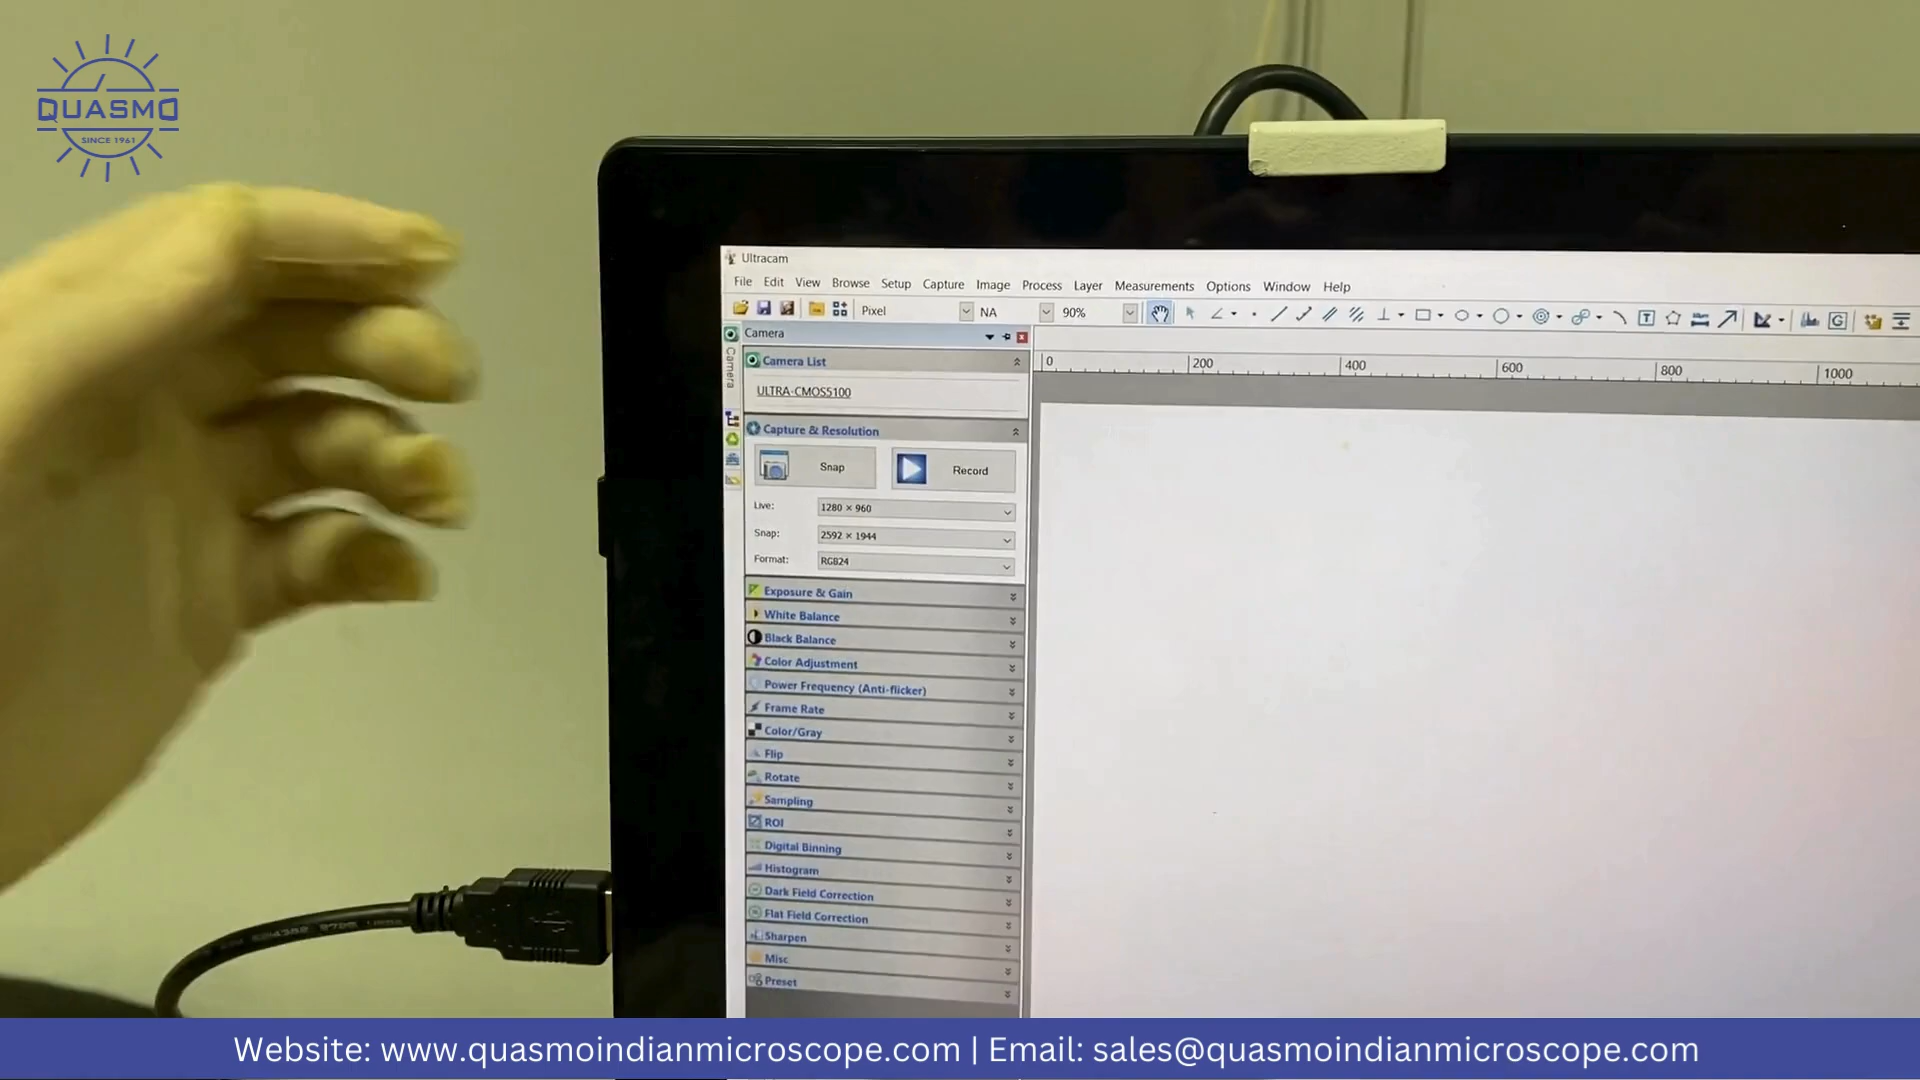 QUASMO
SINCE 1961
Ultracam
File Edit View Browse Setup Capture Image Process Layer Measurements Options Window Help
Pixel NA 90%
Camera
Camera
Camera List
ULTRA-CMOS5100
0 200 400 600 800 1000
Capture & Resolution
Snap Record
Live: 1280 × 960
Snap: 2592 × 1944
Format: RGB24
Exposure & Gain
White Balance
Black Balance
Color Adjustment
Power Frequency (Anti-flicker)
Frame Rate
Color/Gray
Flip
Rotate
Sampling
ROI
Digital Binning
Histogram
Dark Field Correction
Flat Field Correction
Sharpen
Misc
Preset
Website: www.quasmoindianmicroscope.com | Email: sales@quasmoindianmicroscope.com